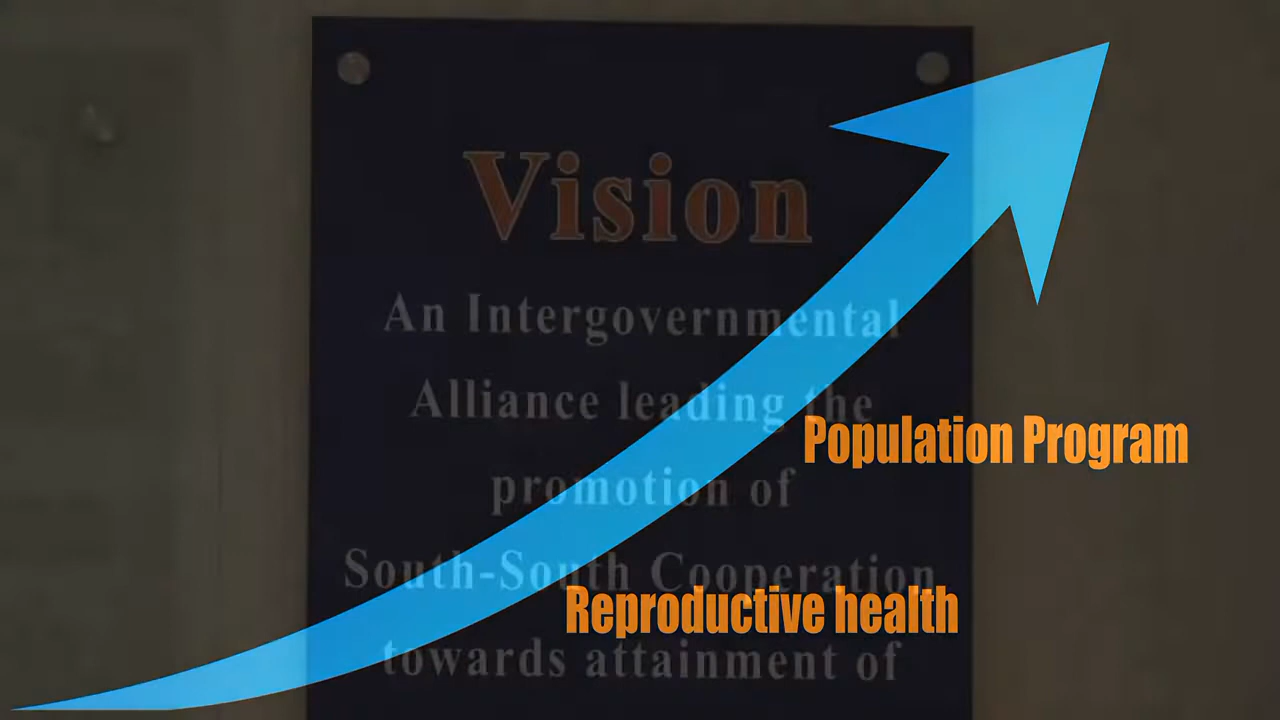 Vision
An Intergovernmental
Alliance leading the
Population Program
promotion of
South-South Cooperation
Reproductive health
towards attainment of